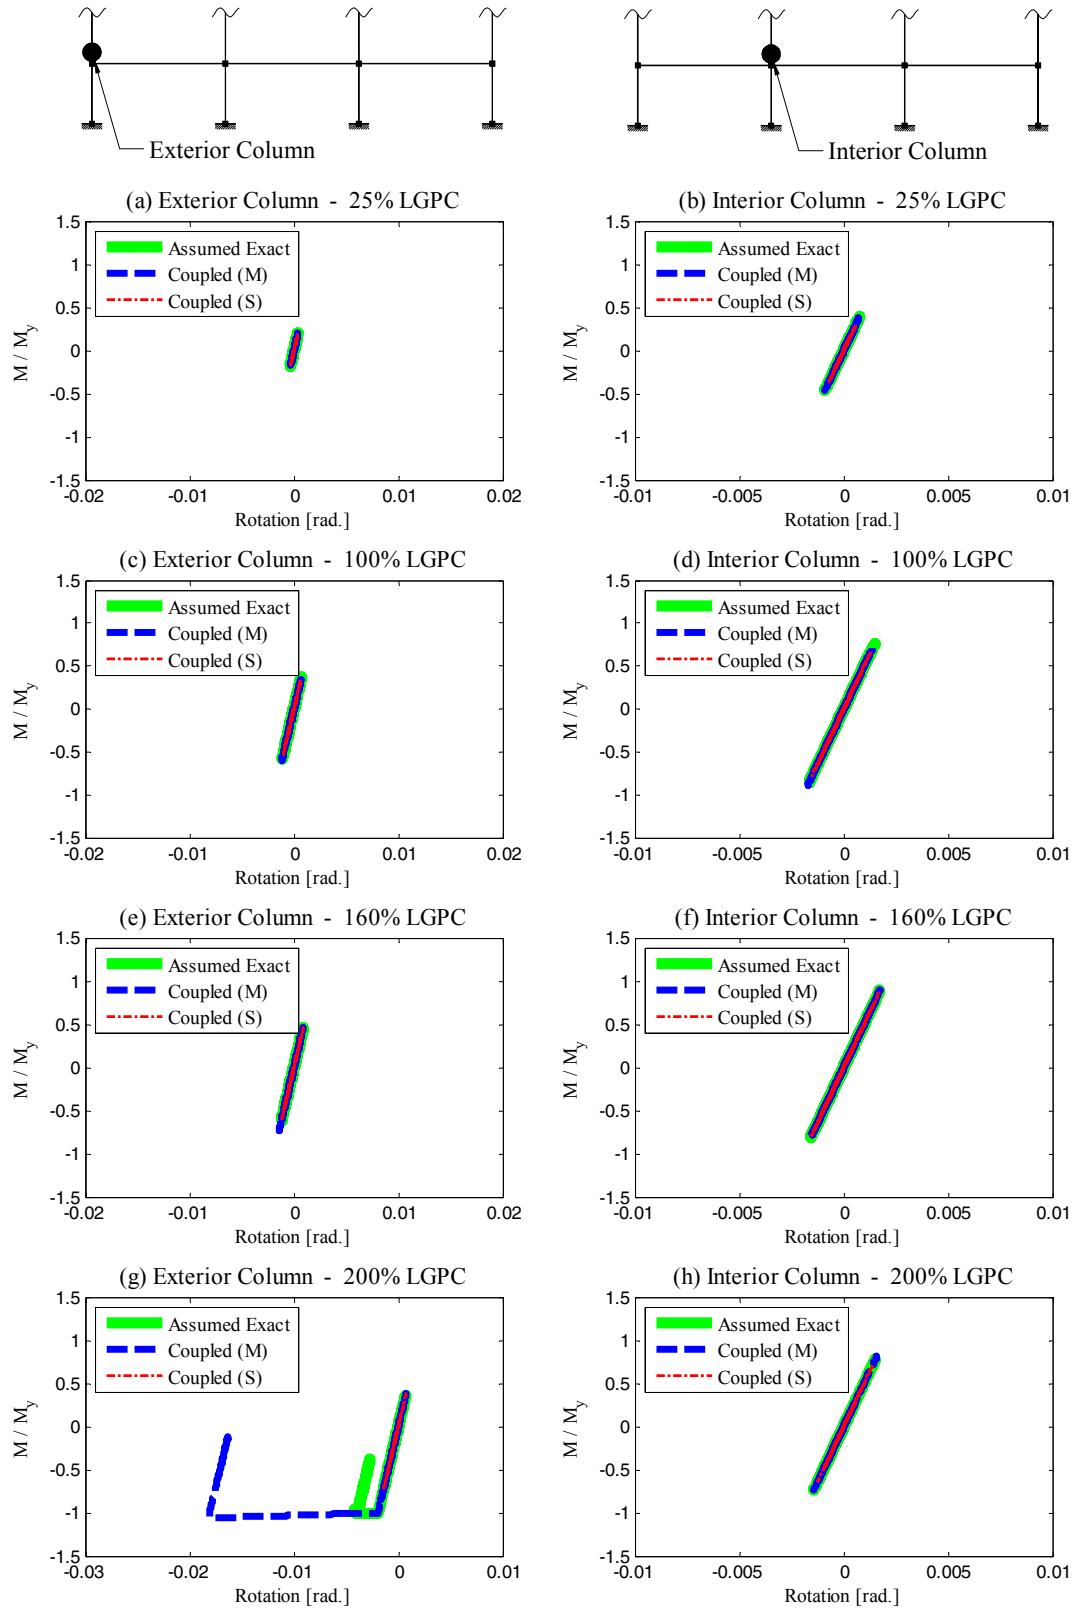 Exterior Column
Interior Column
(a) Exterior Column - 25% LGPC
1.5
1
0.5
0
-0.5
-1
-1.5
M / My
Assumed Exact
Coupled (M)
Coupled (S)
-0.02 -0.01 0 0.01 0.02
Rotation [rad.]
(b) Interior Column - 25% LGPC
1.5
1
0.5
0
-0.5
-1
-1.5
M / My
Assumed Exact
Coupled (M)
Coupled (S)
-0.01 -0.005 0 0.005 0.01
Rotation [rad.]
(c) Exterior Column - 100% LGPC
1.5
1
0.5
0
-0.5
-1
-1.5
M / My
Assumed Exact
Coupled (M)
Coupled (S)
-0.02 -0.01 0 0.01 0.02
Rotation [rad.]
(d) Interior Column - 100% LGPC
1.5
1
0.5
0
-0.5
-1
-1.5
M / My
Assumed Exact
Coupled (M)
Coupled (S)
-0.01 -0.005 0 0.005 0.01
Rotation [rad.]
(e) Exterior Column - 160% LGPC
1.5
1
0.5
0
-0.5
-1
-1.5
M / My
Assumed Exact
Coupled (M)
Coupled (S)
-0.02 -0.01 0 0.01 0.02
Rotation [rad.]
(f) Interior Column - 160% LGPC
1.5
1
0.5
0
-0.5
-1
-1.5
M / My
Assumed Exact
Coupled (M)
Coupled (S)
-0.01 -0.005 0 0.005 0.01
Rotation [rad.]
(g) Exterior Column - 200% LGPC
1.5
1
0.5
0
-0.5
-1
-1.5
M / My
Assumed Exact
Coupled (M)
Coupled (S)
-0.03 -0.02 -0.01 0 0.01
Rotation [rad.]
(h) Interior Column - 200% LGPC
1.5
1
0.5
0
-0.5
-1
-1.5
M / My
Assumed Exact
Coupled (M)
Coupled (S)
-0.01 -0.005 0 0.005 0.01
Rotation [rad.]